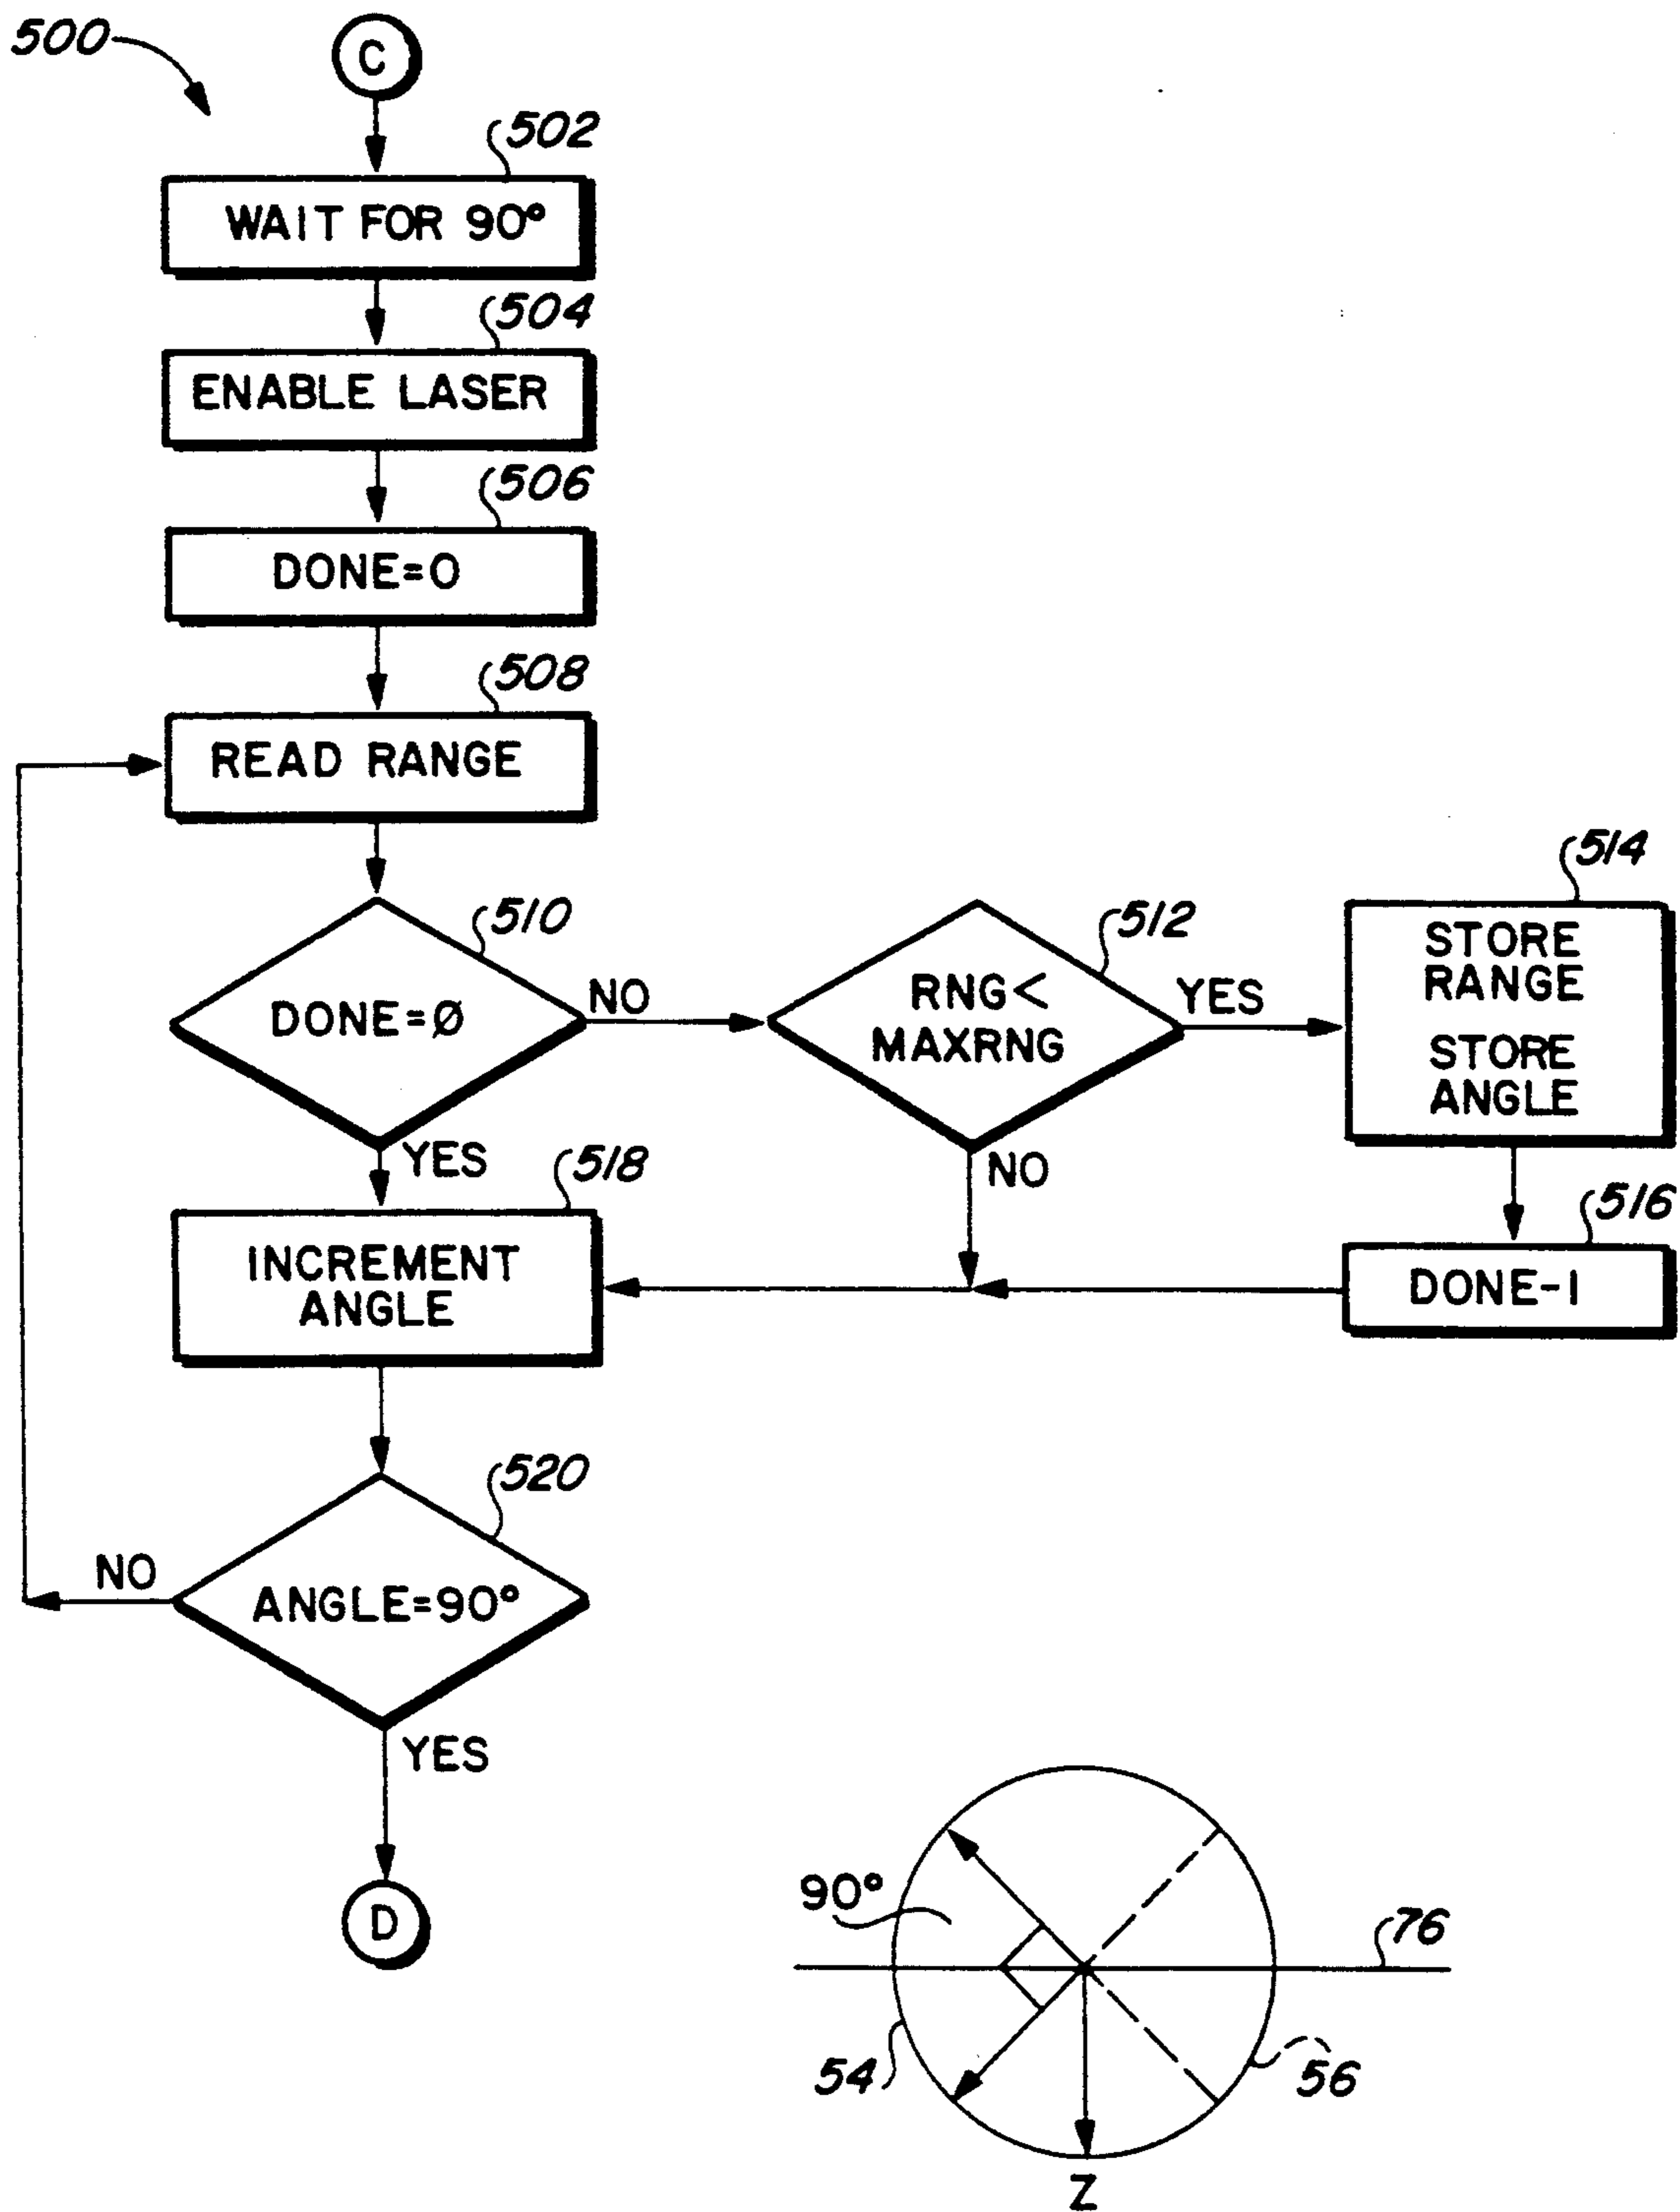 500
C
502
WAIT FOR 90°
504
ENABLE LASER
506
DONE=0
508
READ RANGE
510
DONE=Ø
NO
YES
512
RNG<
MAXRNG
YES
NO
514
STORE
RANGE
STORE
ANGLE
516
DONE-1
518
INCREMENT
ANGLE
520
ANGLE=90°
NO
YES
D
90°
76
54
56
Z